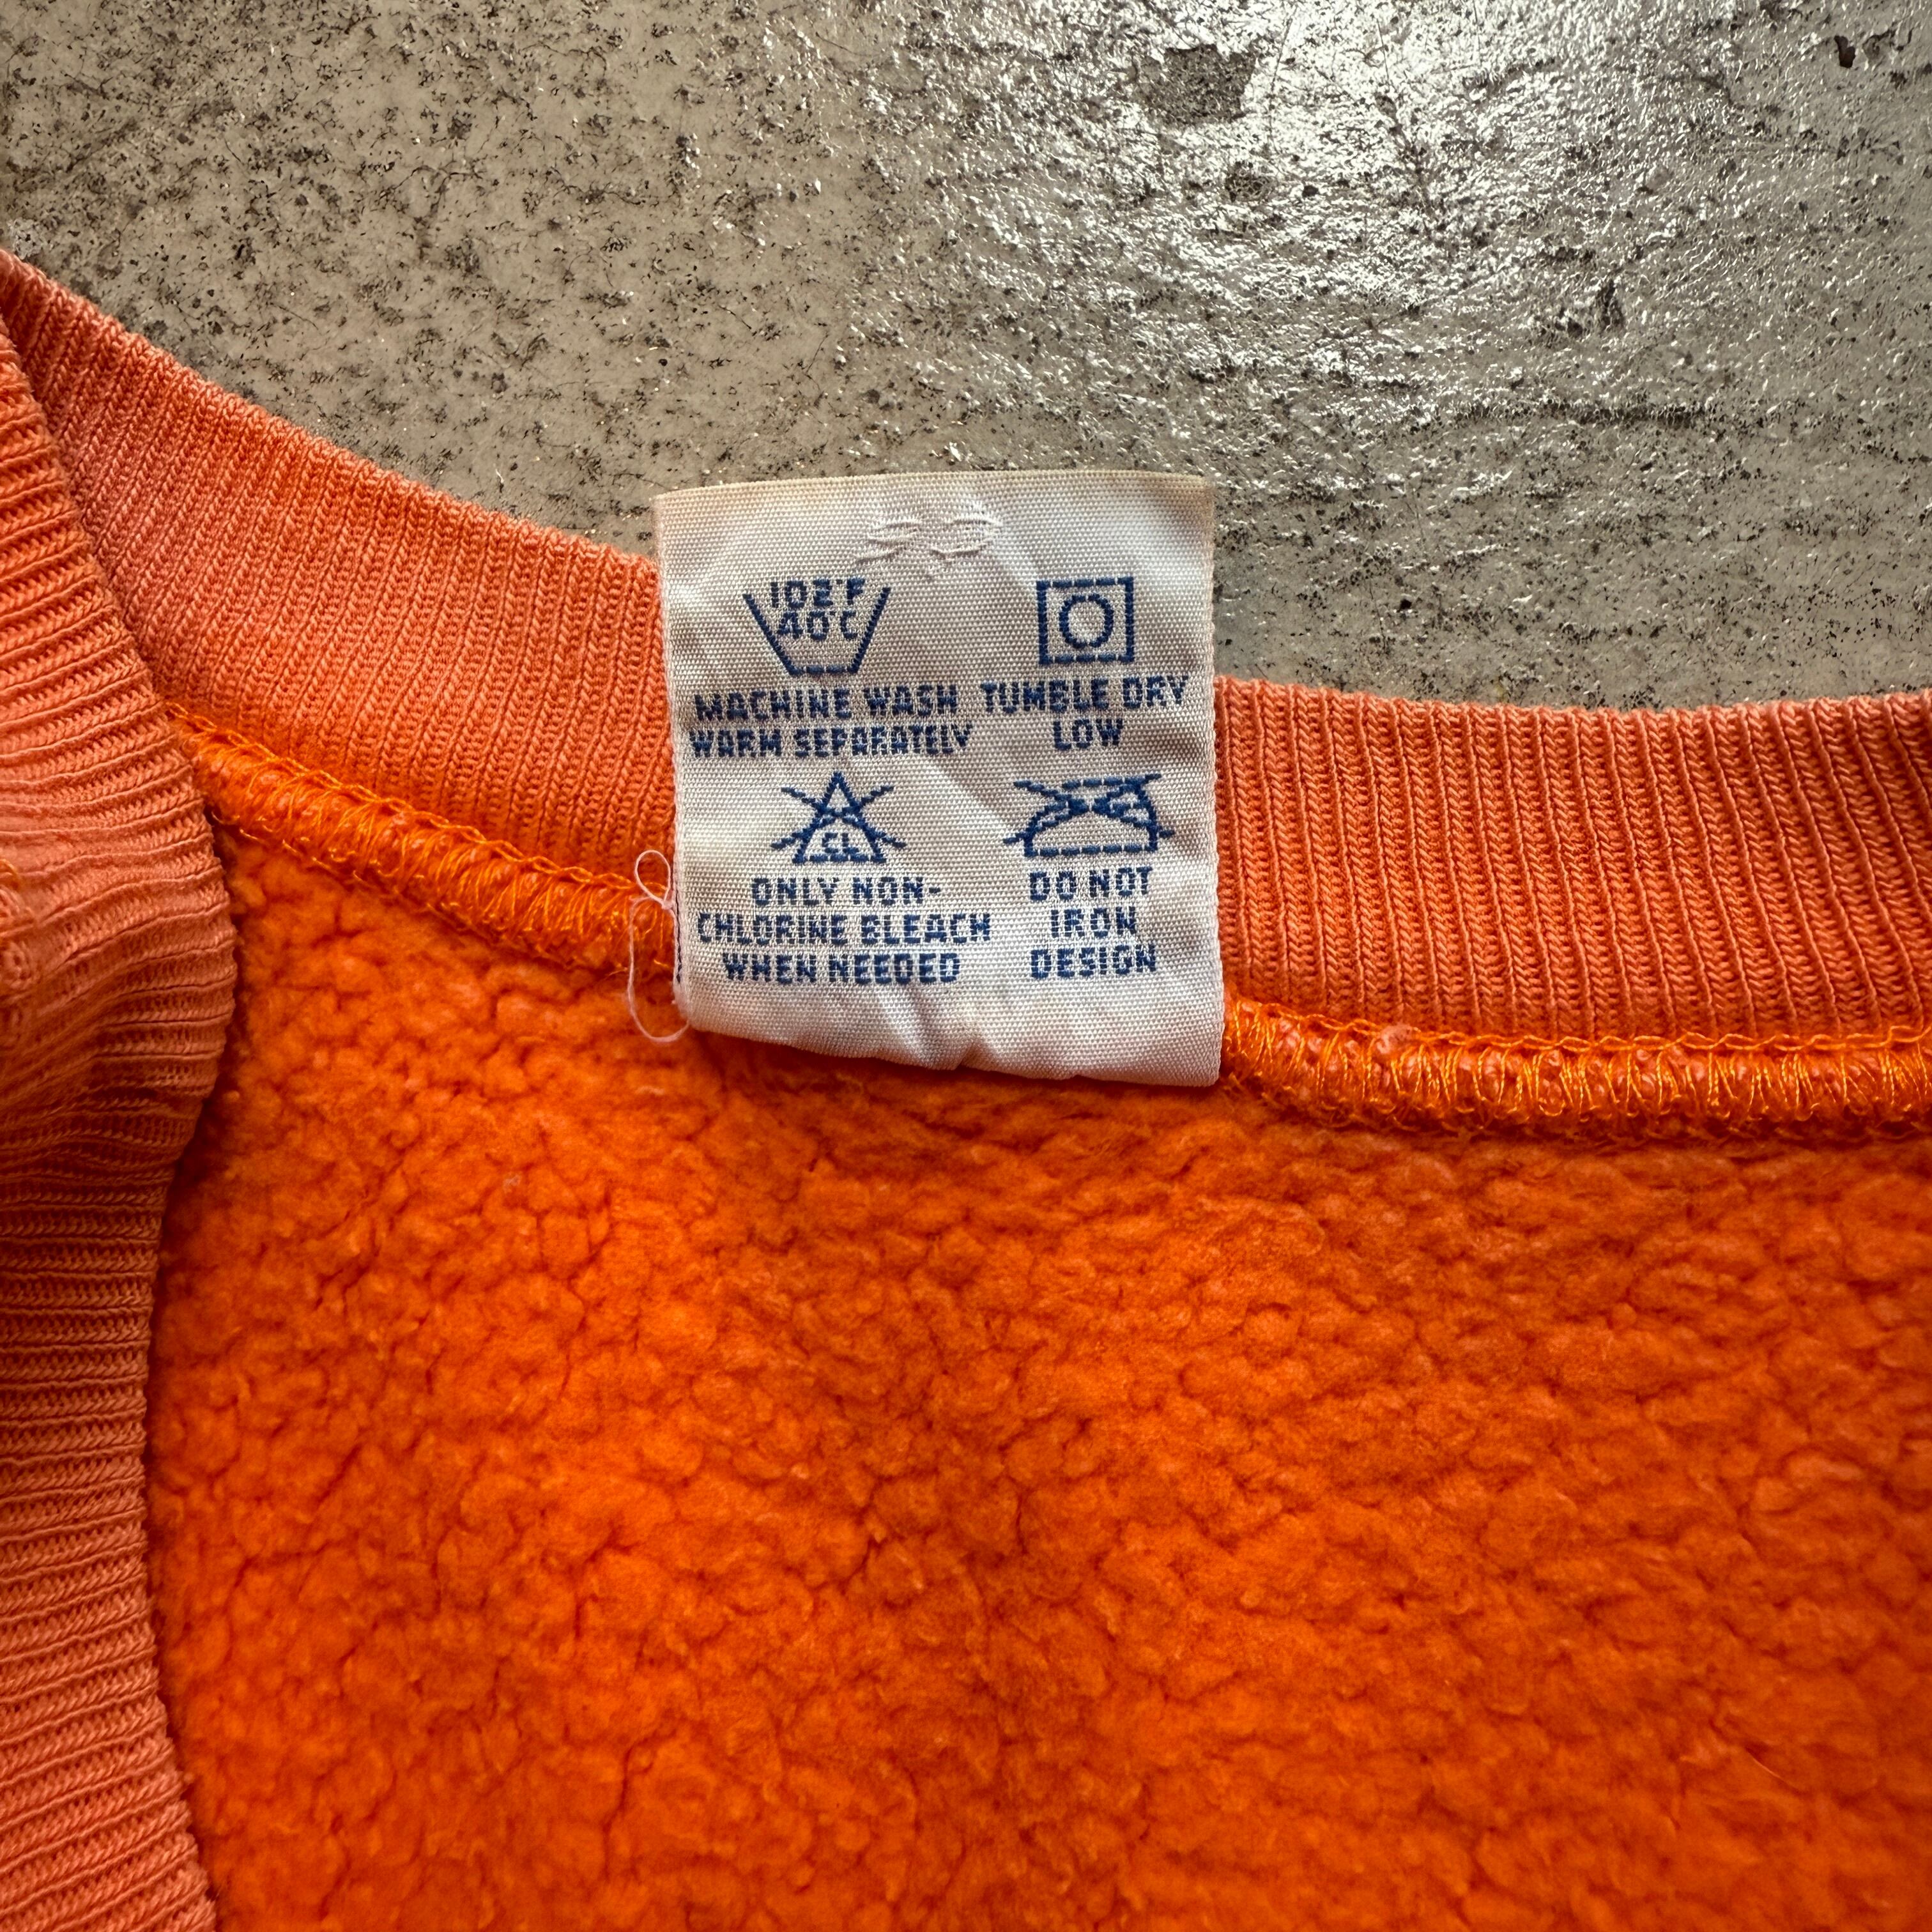 102°F
40 C
MACHINE WASH
WARM SEPARATELY
TUMBLE DRY
LOW
CL
ONLY NON-
CHLORINE BLEACH
WHEN NEEDED
DO NOT
IRON
DESIGN